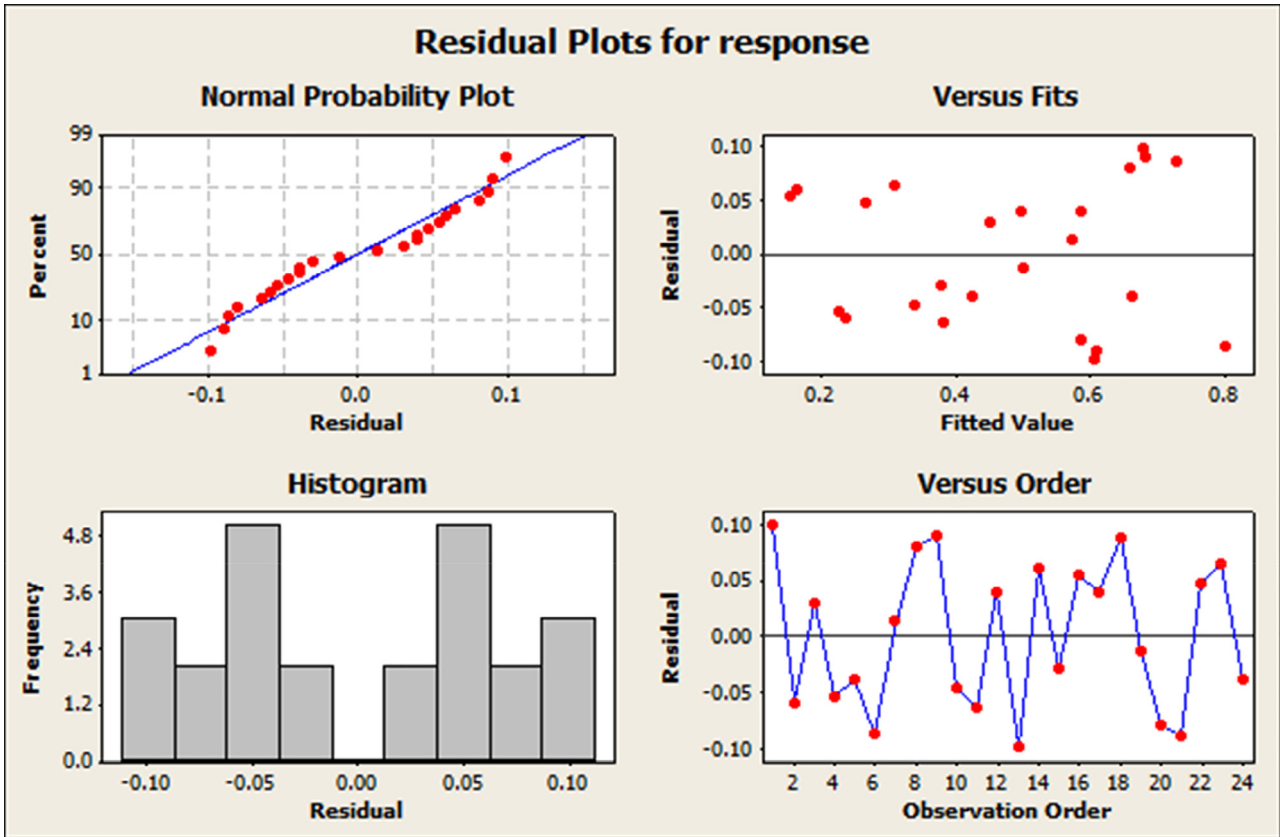 Residual Plots for response
Normal Probability Plot
99
90
50
10
1
Percent
-0.1 0.0 0.1
Residual
Versus Fits
0.10
0.05
0.00
-0.05
-0.10
Residual
0.2 0.4 0.6 0.8
Fitted Value
Histogram
4.8
3.6
2.4
1.2
0.0
Frequency
-0.10 -0.05 0.00 0.05 0.10
Residual
Versus Order
0.10
0.05
0.00
-0.05
-0.10
Residual
2 4 6 8 10 12 14 16 18 20 22 24
Observation Order